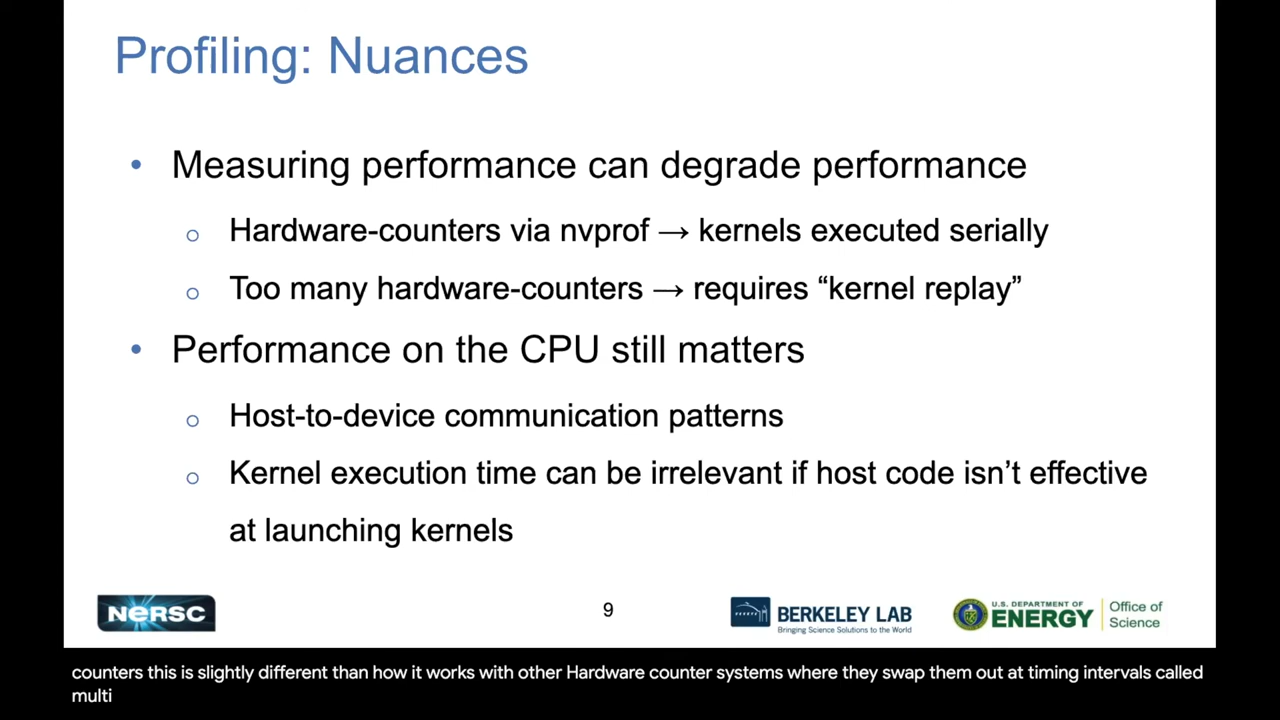 Profiling: Nuances
• Measuring performance can degrade performance
o Hardware-counters via nvprof → kernels executed serially
o Too many hardware-counters → requires “kernel replay”
• Performance on the CPU still matters
o Host-to-device communication patterns
o Kernel execution time can be irrelevant if host code isn’t effective
at launching kernels
NERSC
9
BERKELEY LAB
Bringing Science Solutions to the World
U.S. DEPARTMENT OF
ENERGY
Office of
Science
counters this is slightly different than how it works with other Hardware counter systems where they swap them out at timing intervals called
multi